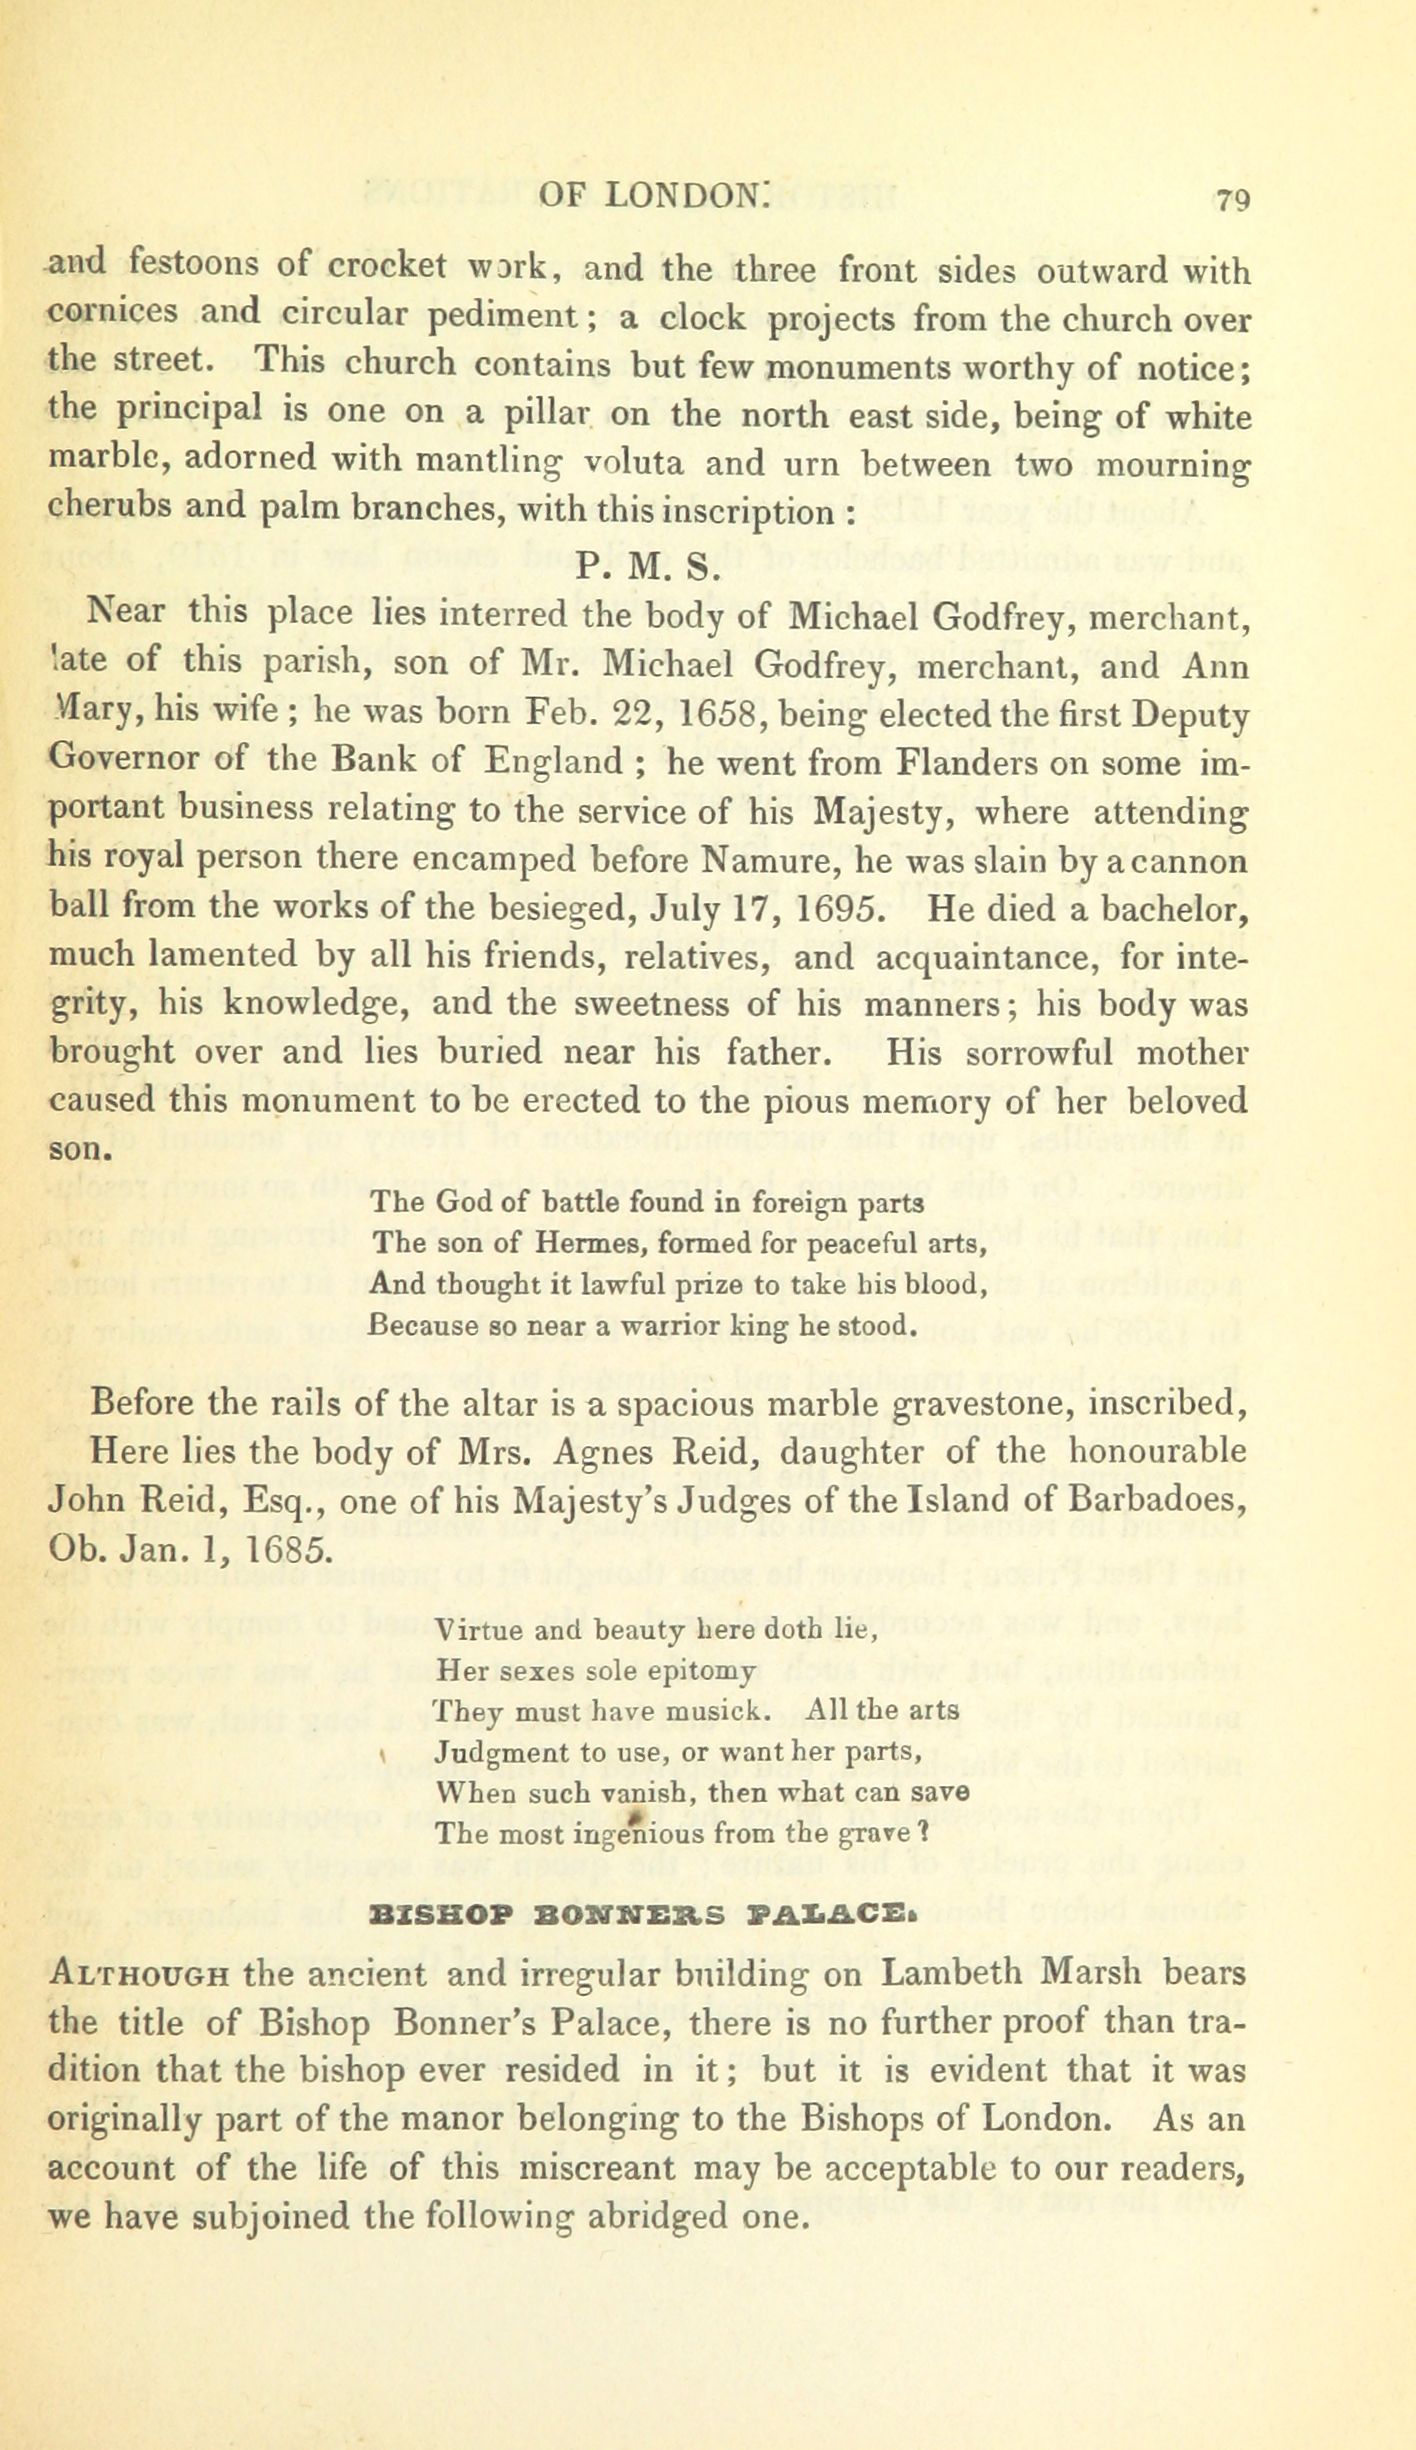 OF LONDON. 79
and festoons of crocket work, and the three front sides outward with
cornices and circular pediment; a clock projects from the church over
the street. This church contains but few monuments worthy of notice;
the principal is one on a pillar on the north east side, being of white
marble, adorned with mantling voluta and urn between two mourning
cherubs and palm branches, with this inscription :
P. M. S.
Near this place lies interred the body of Michael Godfrey, merchant,
late of this parish, son of Mr. Michael Godfrey, merchant, and Ann
Mary, his wife ; he was born Feb. 22, 1658, being elected the first Deputy
Governor of the Bank of England ; he went from Flanders on some im-
portant business relating to the service of his Majesty, where attending
his royal person there encamped before Namure, he was slain by a cannon
ball from the works of the besieged, July 17, 1695. He died a bachelor,
much lamented by all his friends, relatives, and acquaintance, for inte-
grity, his knowledge, and the sweetness of his manners; his body was
brought over and lies buried near his father. His sorrowful mother
caused this monument to be erected to the pious memory of her beloved
son.
The God of battle found in foreign parts
The son of Hermes, formed for peaceful arts,
And thought it lawful prize to take his blood,
Because so near a warrior king he stood.
Before the rails of the altar is a spacious marble gravestone, inscribed,
Here lies the body of Mrs. Agnes Reid, daughter of the honourable
John Reid, Esq., one of his Majesty's Judges of the Island of Barbadoes,
Ob. Jan. 1, 1685.
Virtue and beauty here doth lie,
Her sexes sole epitomy
They must have musick. All the arts
Judgment to use, or want her parts,
When such vanish, then what can save
The most ingenious from the grave ?
BISHOP BONNERS PALACE.
ALTHOUGH the ancient and irregular bnilding on Lambeth Marsh bears
the title of Bishop Bonner's Palace, there is no further proof than tra-
dition that the bishop ever resided in it; but it is evident that it was
originally part of the manor belonging to the Bishops of London. As an
account of the life of this miscreant may be acceptable to our readers,
we have subjoined the following abridged one.